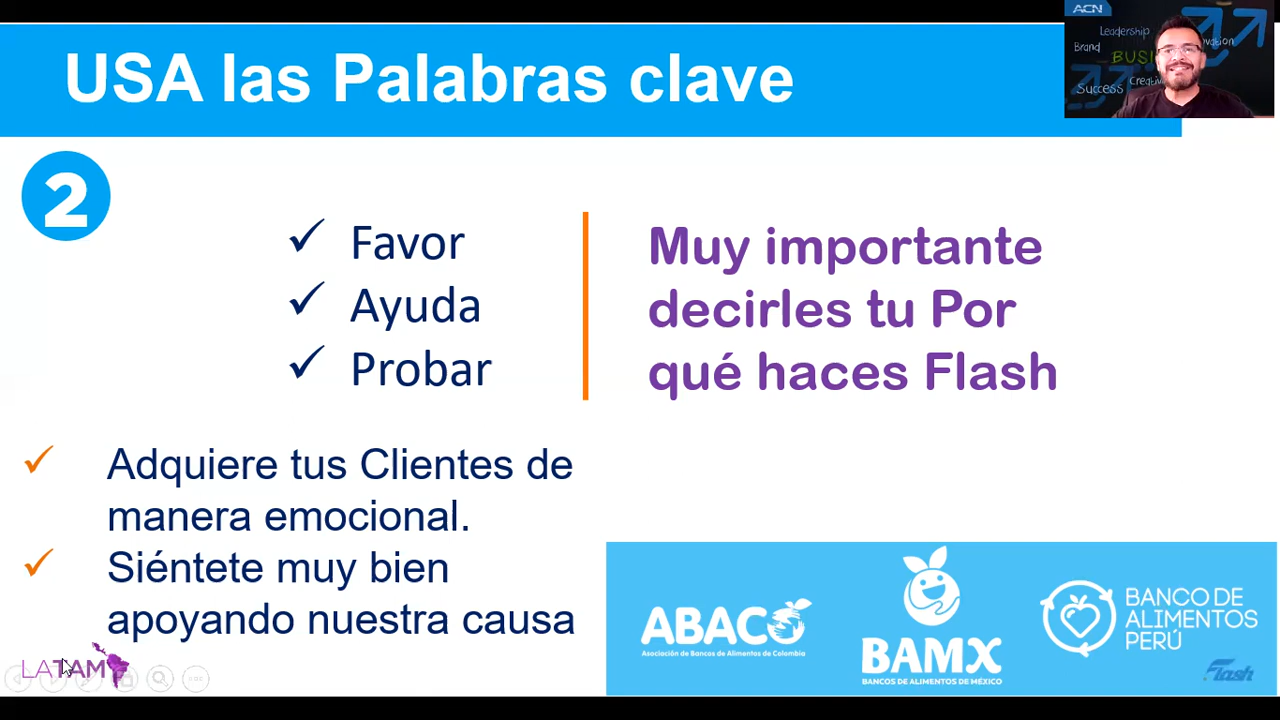 USA las Palabras clave
ACN
Leadership
Brand
BUSI
Creativ
Success
2
✓ Favor
✓ Ayuda
✓ Probar
Muy importante
decirles tu Por
qué haces Flash
✓ Adquiere tus Clientes de
manera emocional.
✓ Siéntete muy bien
apoyando nuestra causa
ABACO
Asociación de Bancos de Alimentos de Colombia
BAMX
BANCOS DE ALIMENTOS DE MÉXICO
BANCO DE
ALIMENTOS
PERÚ
Flash
LATAM